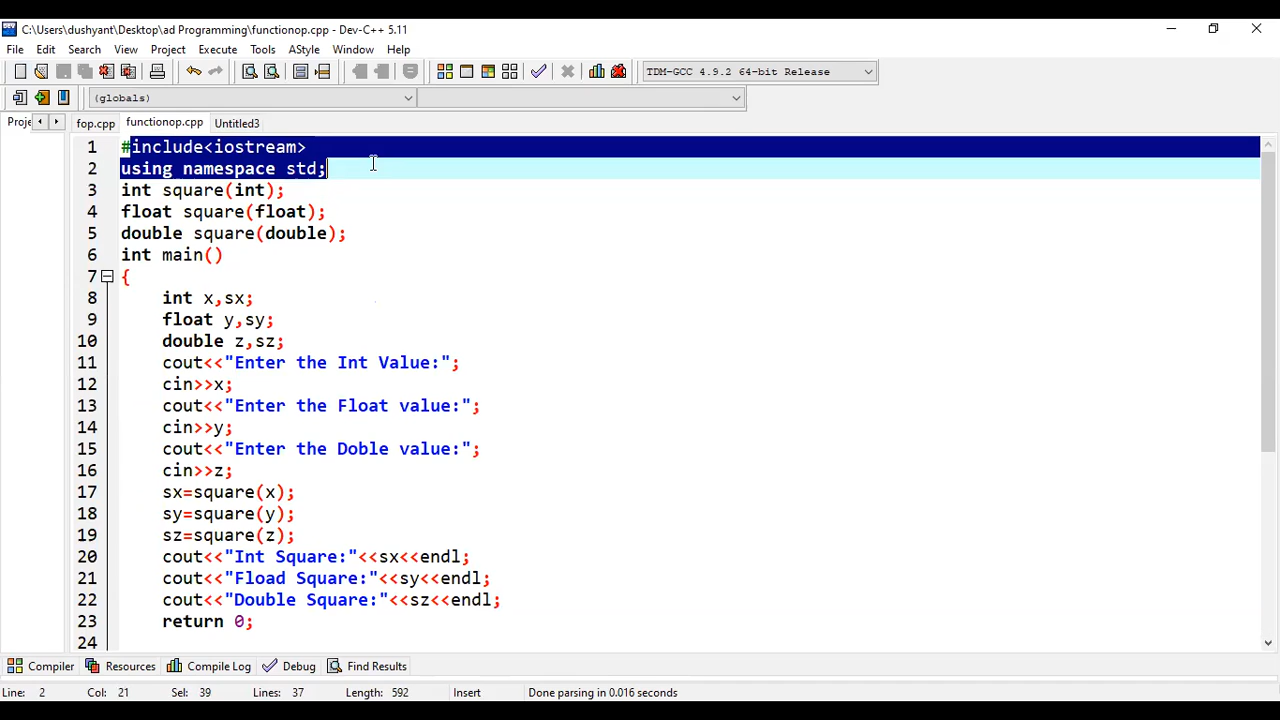 C:\Users\dushyant\Desktop\ad Programming\functionop.cpp - Dev-C++ 5.11
File Edit Search View Project Execute Tools AStyle Window Help
TDM-GCC 4.9.2 64-bit Release
(globals)
Proje fop.cpp functionop.cpp Untitled3
1 #include<iostream>
2 using namespace std;
3 int square(int);
4 float square(float);
5 double square(double);
6 int main()
7 {
8 int x,sx;
9 float y,sy;
10 double z,sz;
11 cout<<"Enter the Int Value:";
12 cin>>x;
13 cout<<"Enter the Float value:";
14 cin>>y;
15 cout<<"Enter the Doble value:";
16 cin>>z;
17 sx=square(x);
18 sy=square(y);
19 sz=square(z);
20 cout<<"Int Square:"<<sx<<endl;
21 cout<<"Fload Square:"<<sy<<endl;
22 cout<<"Double Square:"<<sz<<endl;
23 return 0;
24
Compiler Resources Compile Log Debug Find Results
Line: 2 Col: 21 Sel: 39 Lines: 37 Length: 592 Insert Done parsing in 0.016 seconds